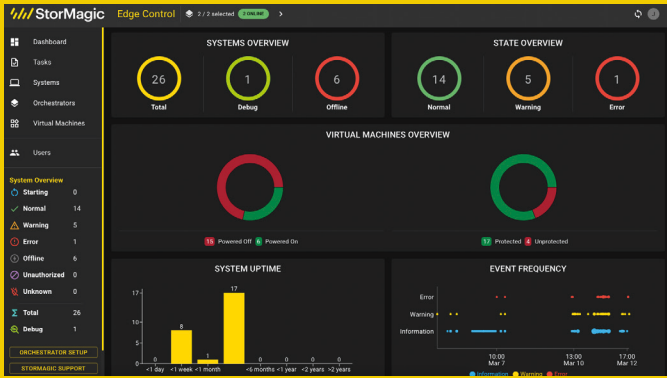 StorMagic Edge Control 2 / 2 selected 2 ONLINE J
Dashboard
Tasks
Systems
Orchestrators
Virtual Machines
Users
System Overview
Starting 0
Normal 14
Warning 5
Error 1
Offline 6
Unauthorized 0
Unknown 0
Total 26
Debug 1
ORCHESTRATOR SETUP
STORMAGIC SUPPORT
SYSTEMS OVERVIEW
26 1 6
Total Debug Offline
STATE OVERVIEW
14 5 1
Normal Warning Error
VIRTUAL MACHINES OVERVIEW
15 Powered Off 6 Powered On
17 Protected 4 Unprotected
SYSTEM UPTIME
17
17
10
8
5
0 1 0 0 0 0
0
<1 day <1 week <1 month <6 months <1 year <2 years >2 years
EVENT FREQUENCY
Error
Warning
Information
10:00 13:00 17:00
Mar 7 Mar 10 Mar 12
Information Warning Error